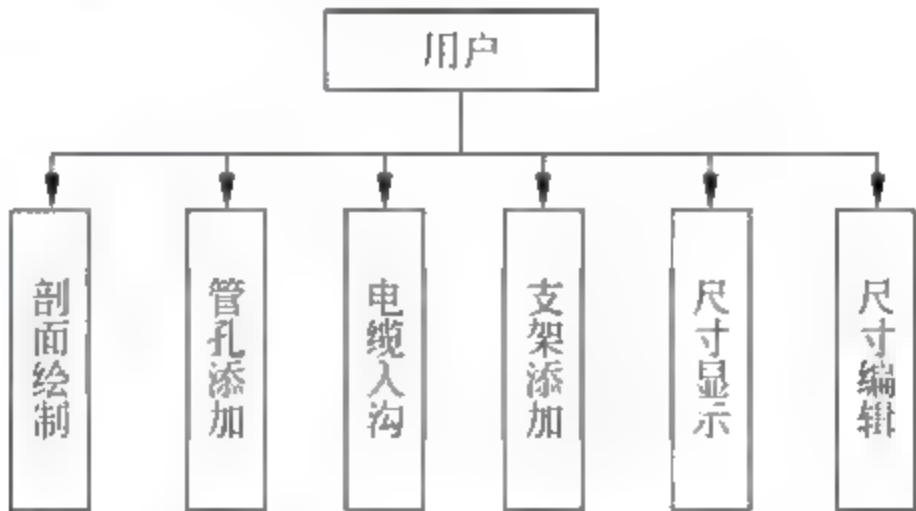 用户
剖面绘制
管孔添加
电缆入沟
支架添加
尺寸显示
尺寸编辑